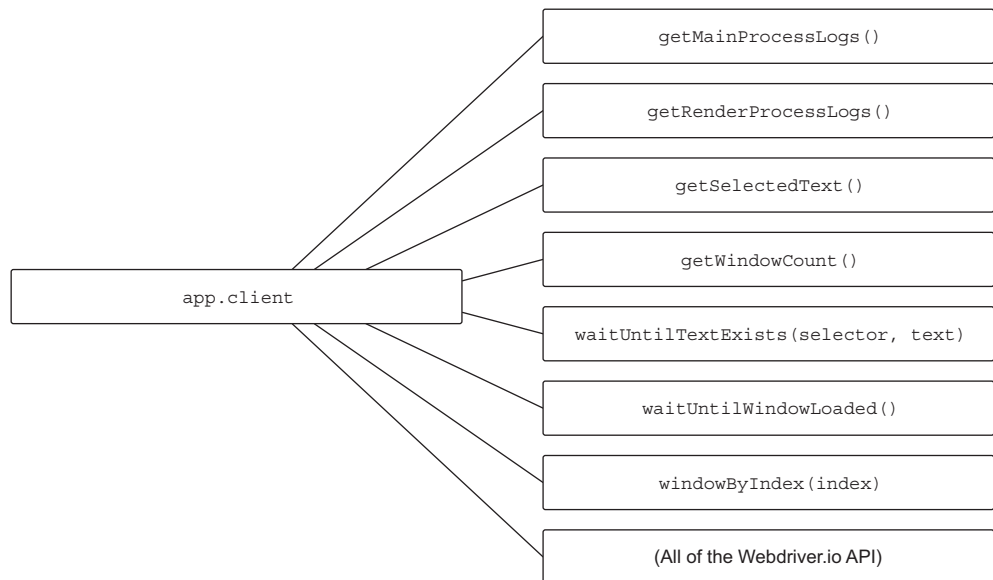 getMainProcessLogs()
getRenderProcessLogs()
getSelectedText()
getWindowCount()
app.client
waitUntilTextExists(selector, text)
waitUntilWindowLoaded()
windowByIndex(index)
(All of the Webdriver.io API)